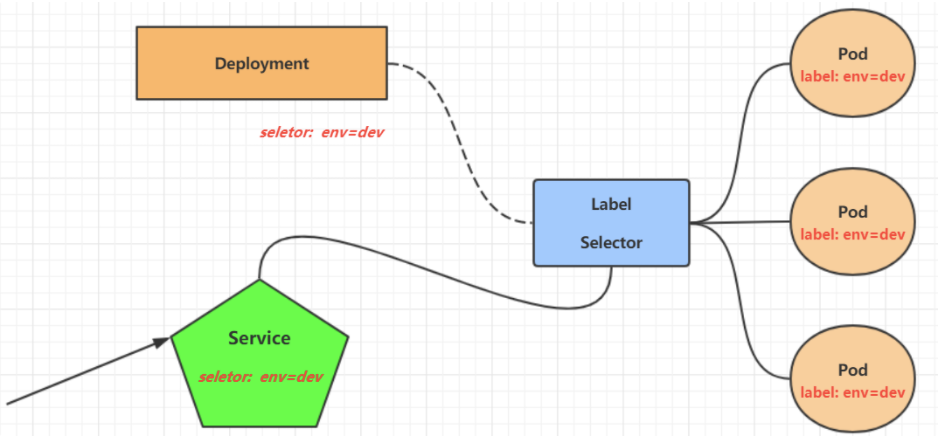 Deployment
seletor: env=dev
Label
Selector
Service
seletor: env=dev
Pod
label: env=dev
Pod
label: env=dev
Pod
label: env=dev